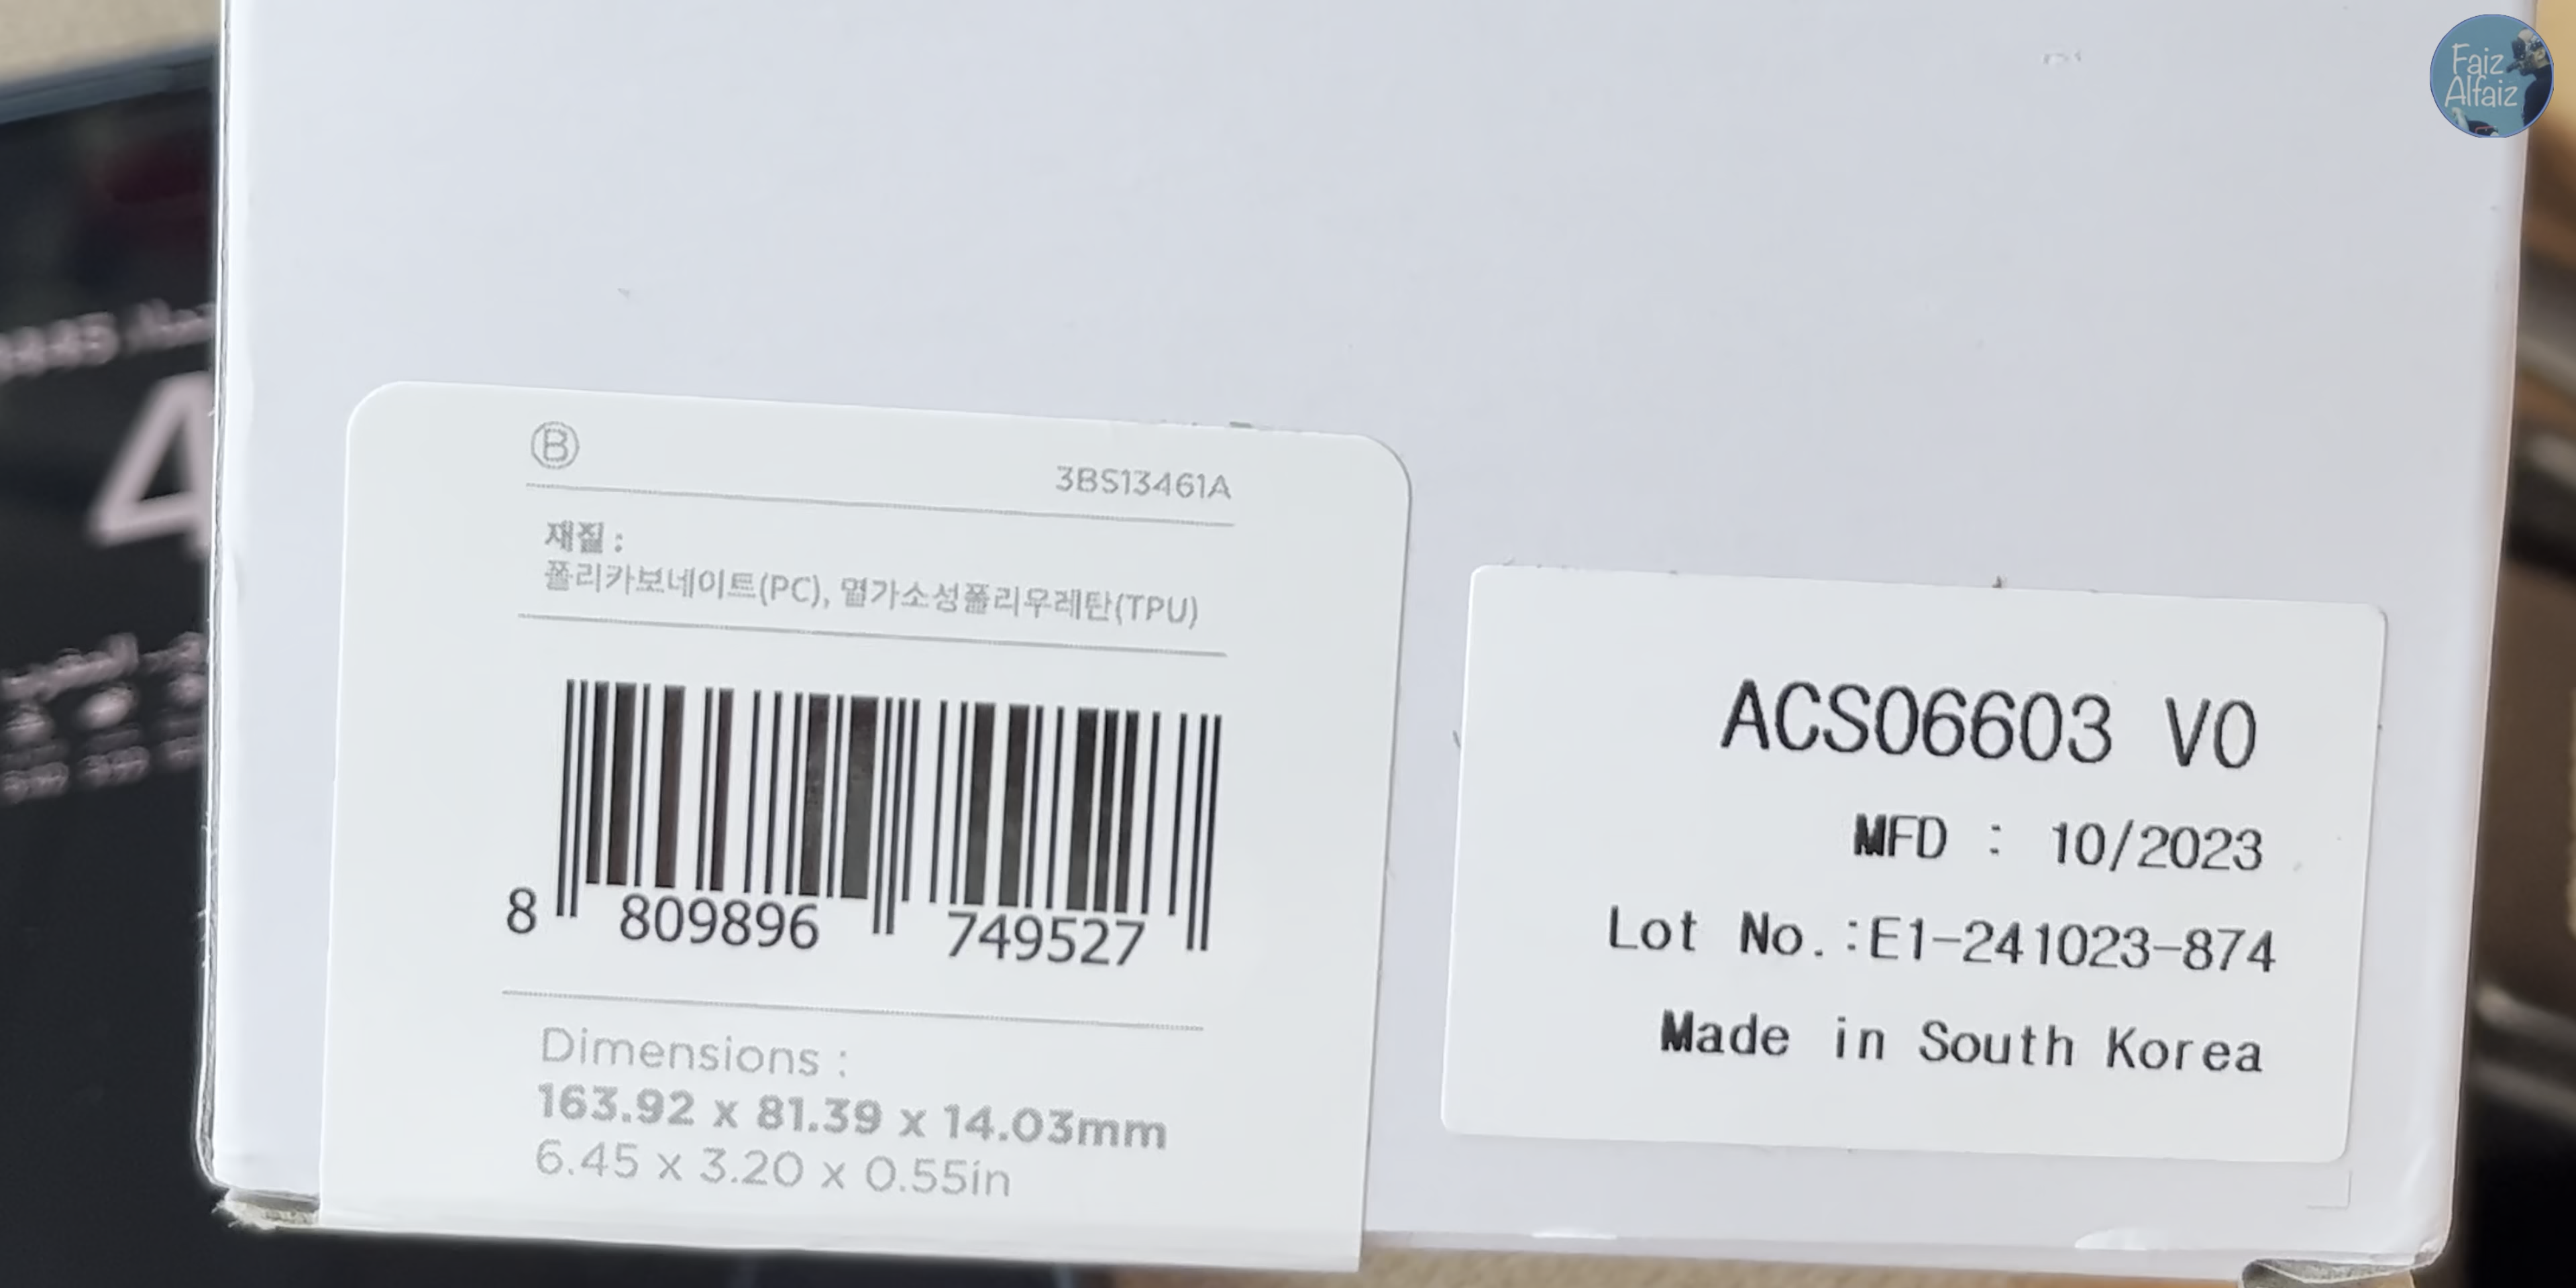 Faiz
Alfaiz
Ⓑ
3BS13461A
재질 :
폴리카보네이트(PC), 열가소성폴리우레탄(TPU)
8 809896 749527
Dimensions :
163.92 x 81.39 x 14.03mm
6.45 x 3.20 x 0.55in
ACS06603 V0
MFD : 10/2023
Lot No.:E1-241023-874
Made in South Korea
4